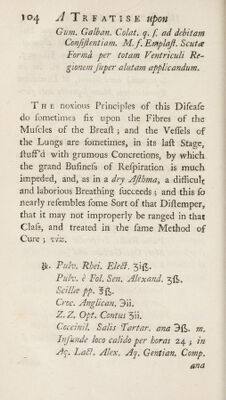 104 A TREATISE upon
Gum. Galban. Colat. q. ſ. ad debitam
Conſiſtentiam. M. f. Emplaſt. Scutæ
Formâ per totam Ventriculi Re-
gionem ſuper alutam applicandum.
THE noxious Principles of this Diſeaſe
do ſometimes fix upon the Fibres of the
Muſcles of the Breaſt; and the Veſſels of
the Lungs are ſometimes, in its laſt Stage,
ſtuff'd with grumous Concretions, by which
the grand Buſineſs of Reſpiration is much
impeded, and, as in a dry Aſthma, a difficult
and laborious Breathing ſucceeds; and this ſo
nearly reſembles ſome Sort of that Diſtemper,
that it may not improperly be ranged in that
Claſs, and treated in the ſame Method of
Cure; viz.
℞. Pulv. Rhei. Elect. ʒiß.
Pulv. è Fol. Sen. Alexand. ʒß.
Scillæ pp. ℥ß.
Croc. Anglican. ℈ii.
Z. Z. Opt. Contus ʒii.
Coccinil. Salis Tartar. ana ℈ß. m.
Infunde loco calido per horas 24; in
Aq. Lact. Alex. Aq. Gentian. Comp.
ana